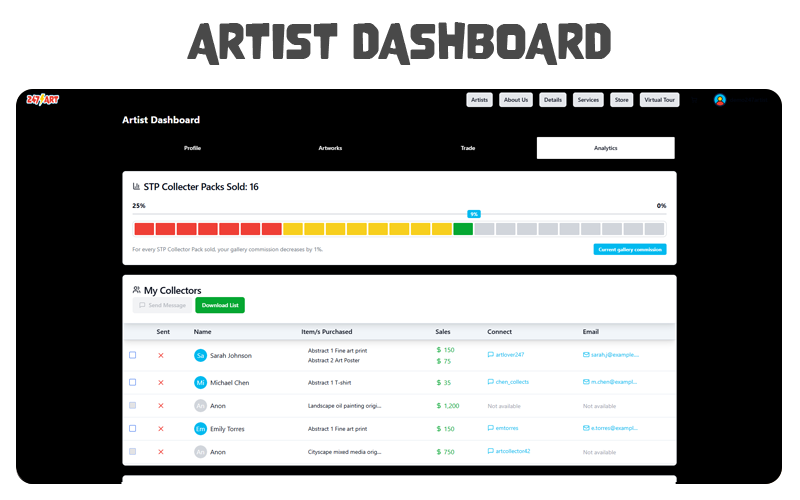 ARTIST DASHBOARD
247 ART
Artists
About Us
Details
Services
Store
Virtual Tour
Artist Dashboard
Profile
Artworks
Trade
Analytics
STP Collecter Packs Sold: 16
25%
0%
9%
For every STP Collector Pack sold, your gallery commission decreases by 1%.
Current gallery commission
My Collectors
Send Message
Download List
Sent Name Item/s Purchased Sales Connect Email
Sa Sarah Johnson Abstract 1 Fine art print $ 150 artlover247 sarah.j@example....
Abstract 2 Art Poster $ 75
Mi Michael Chen Abstract 1 T-shirt $ 35 chen_collects m.chen@exampl...
An Anon Landscape oil painting origi... $ 1,200 Not available Not available
Em Emily Torres Abstract 1 Fine art print $ 150 emtorres e.torres@exampl...
An Anon Cityscape mixed media orig... $ 750 artcollector42 Not available